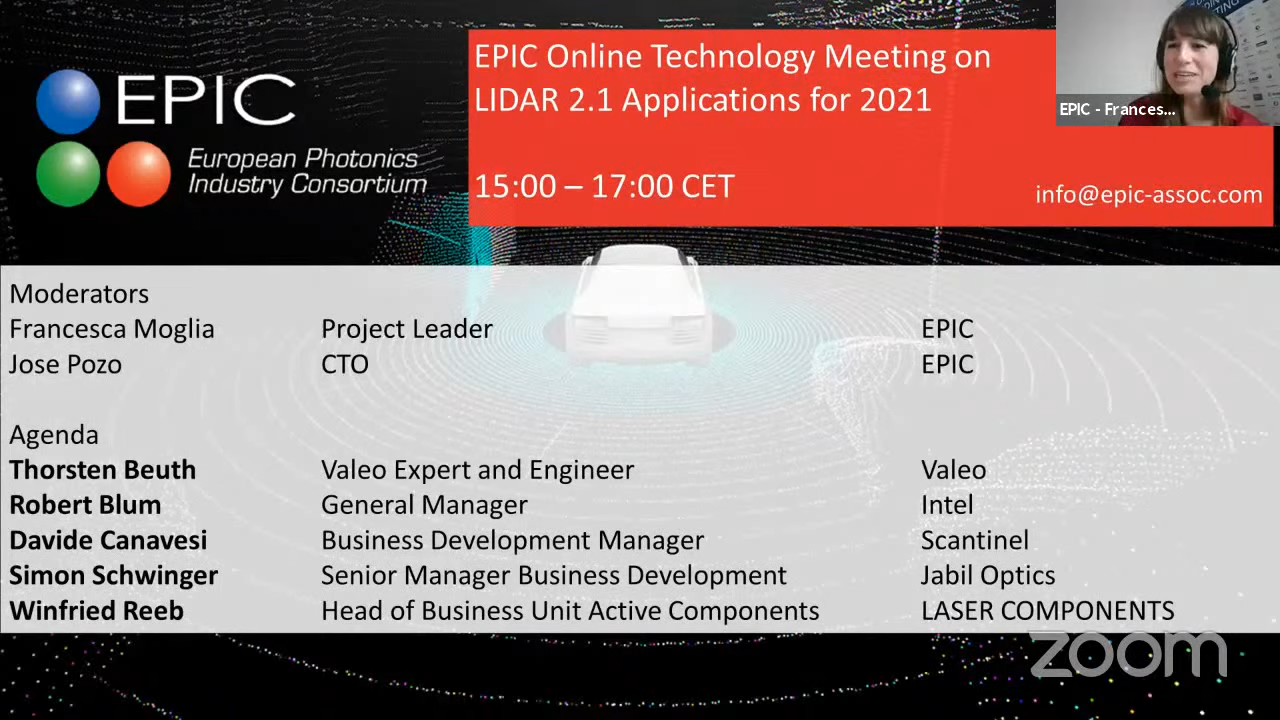 EPIC
European Photonics
Industry Consortium
EPIC Online Technology Meeting on
LIDAR 2.1 Applications for 2021
15:00 – 17:00 CET
info@epic-assoc.com
EPIC - Frances...
Moderators
Francesca Moglia Project Leader EPIC
Jose Pozo CTO EPIC
Agenda
Thorsten Beuth Valeo Expert and Engineer Valeo
Robert Blum General Manager Intel
Davide Canavesi Business Development Manager Scantinel
Simon Schwinger Senior Manager Business Development Jabil Optics
Winfried Reeb Head of Business Unit Active Components LASER COMPONENTS
zoom